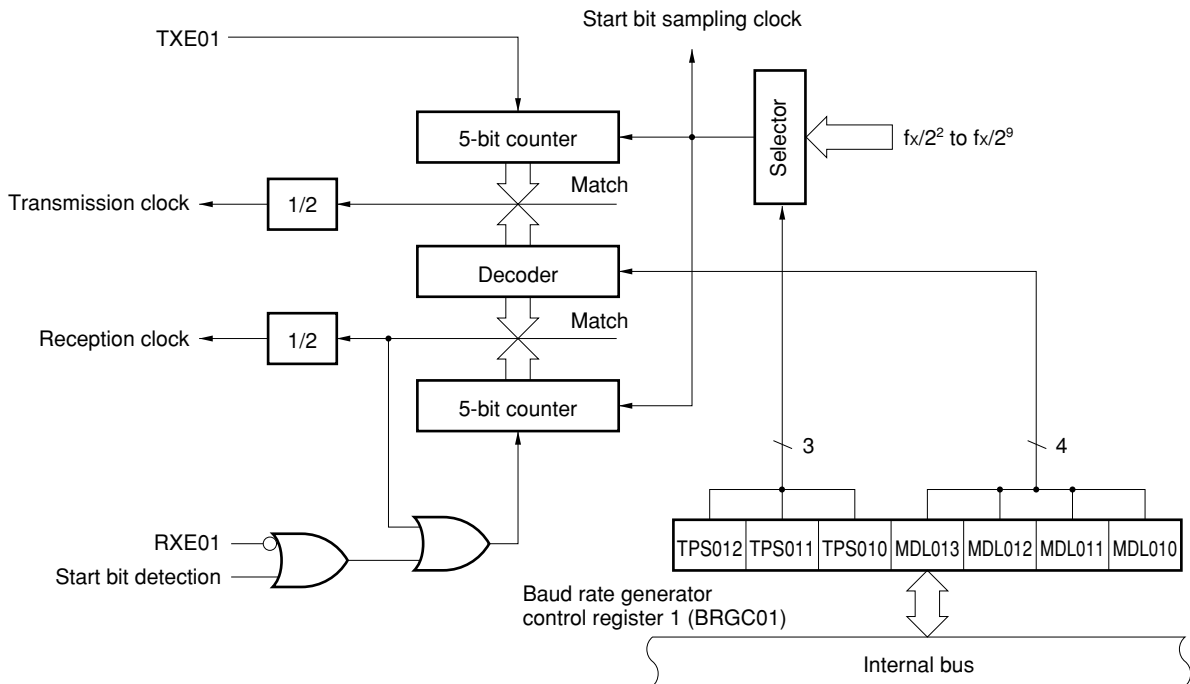 Start bit sampling clock
TXE01
5-bit counter
Selector
fx/2² to fx/2⁹
Match
Transmission clock
1/2
Decoder
Match
Reception clock
1/2
5-bit counter
3
4
RXE01
Start bit detection
TPS012 TPS011 TPS010 MDL013 MDL012 MDL011 MDL010
Baud rate generator
control register 1 (BRGC01)
Internal bus